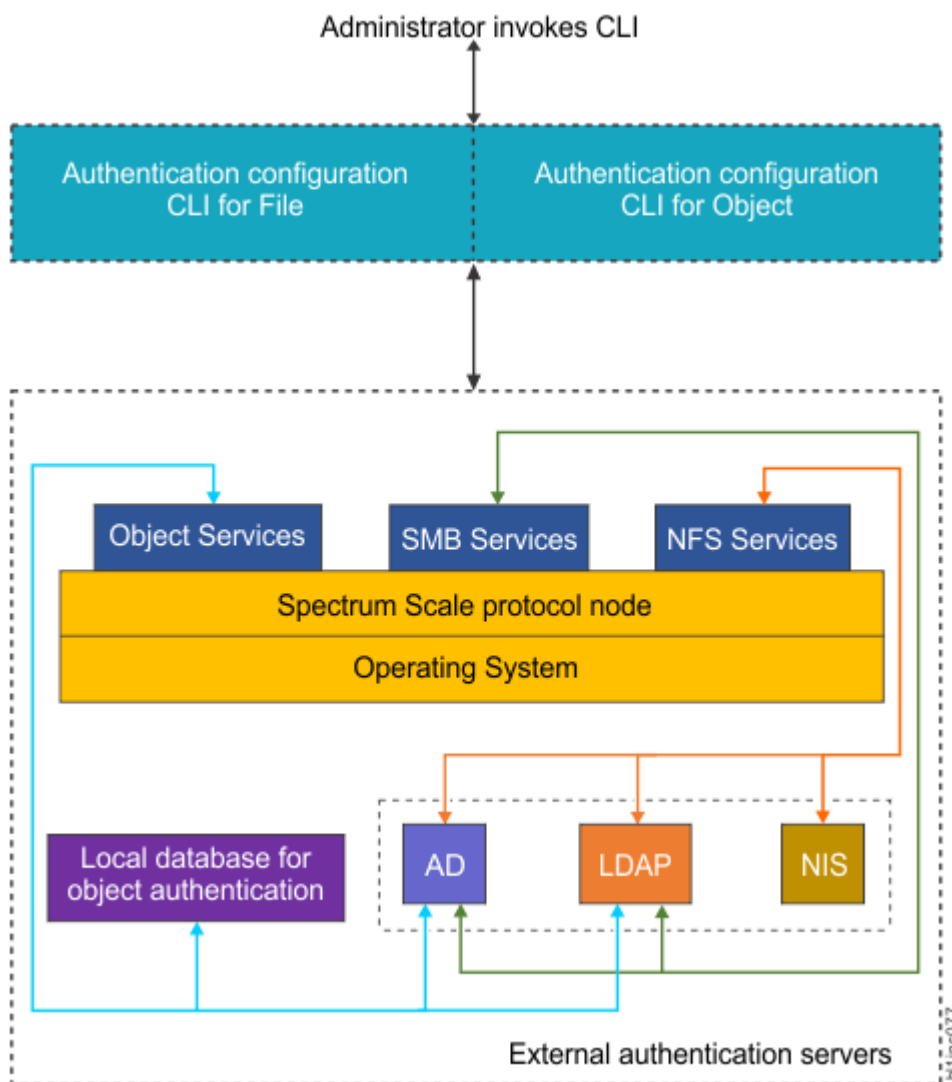 Administrator invokes CLI
Authentication configuration
CLI for File
Authentication configuration
CLI for Object
Object Services
SMB Services
NFS Services
Spectrum Scale protocol node
Operating System
Local database for
object authentication
AD
LDAP
NIS
External authentication servers